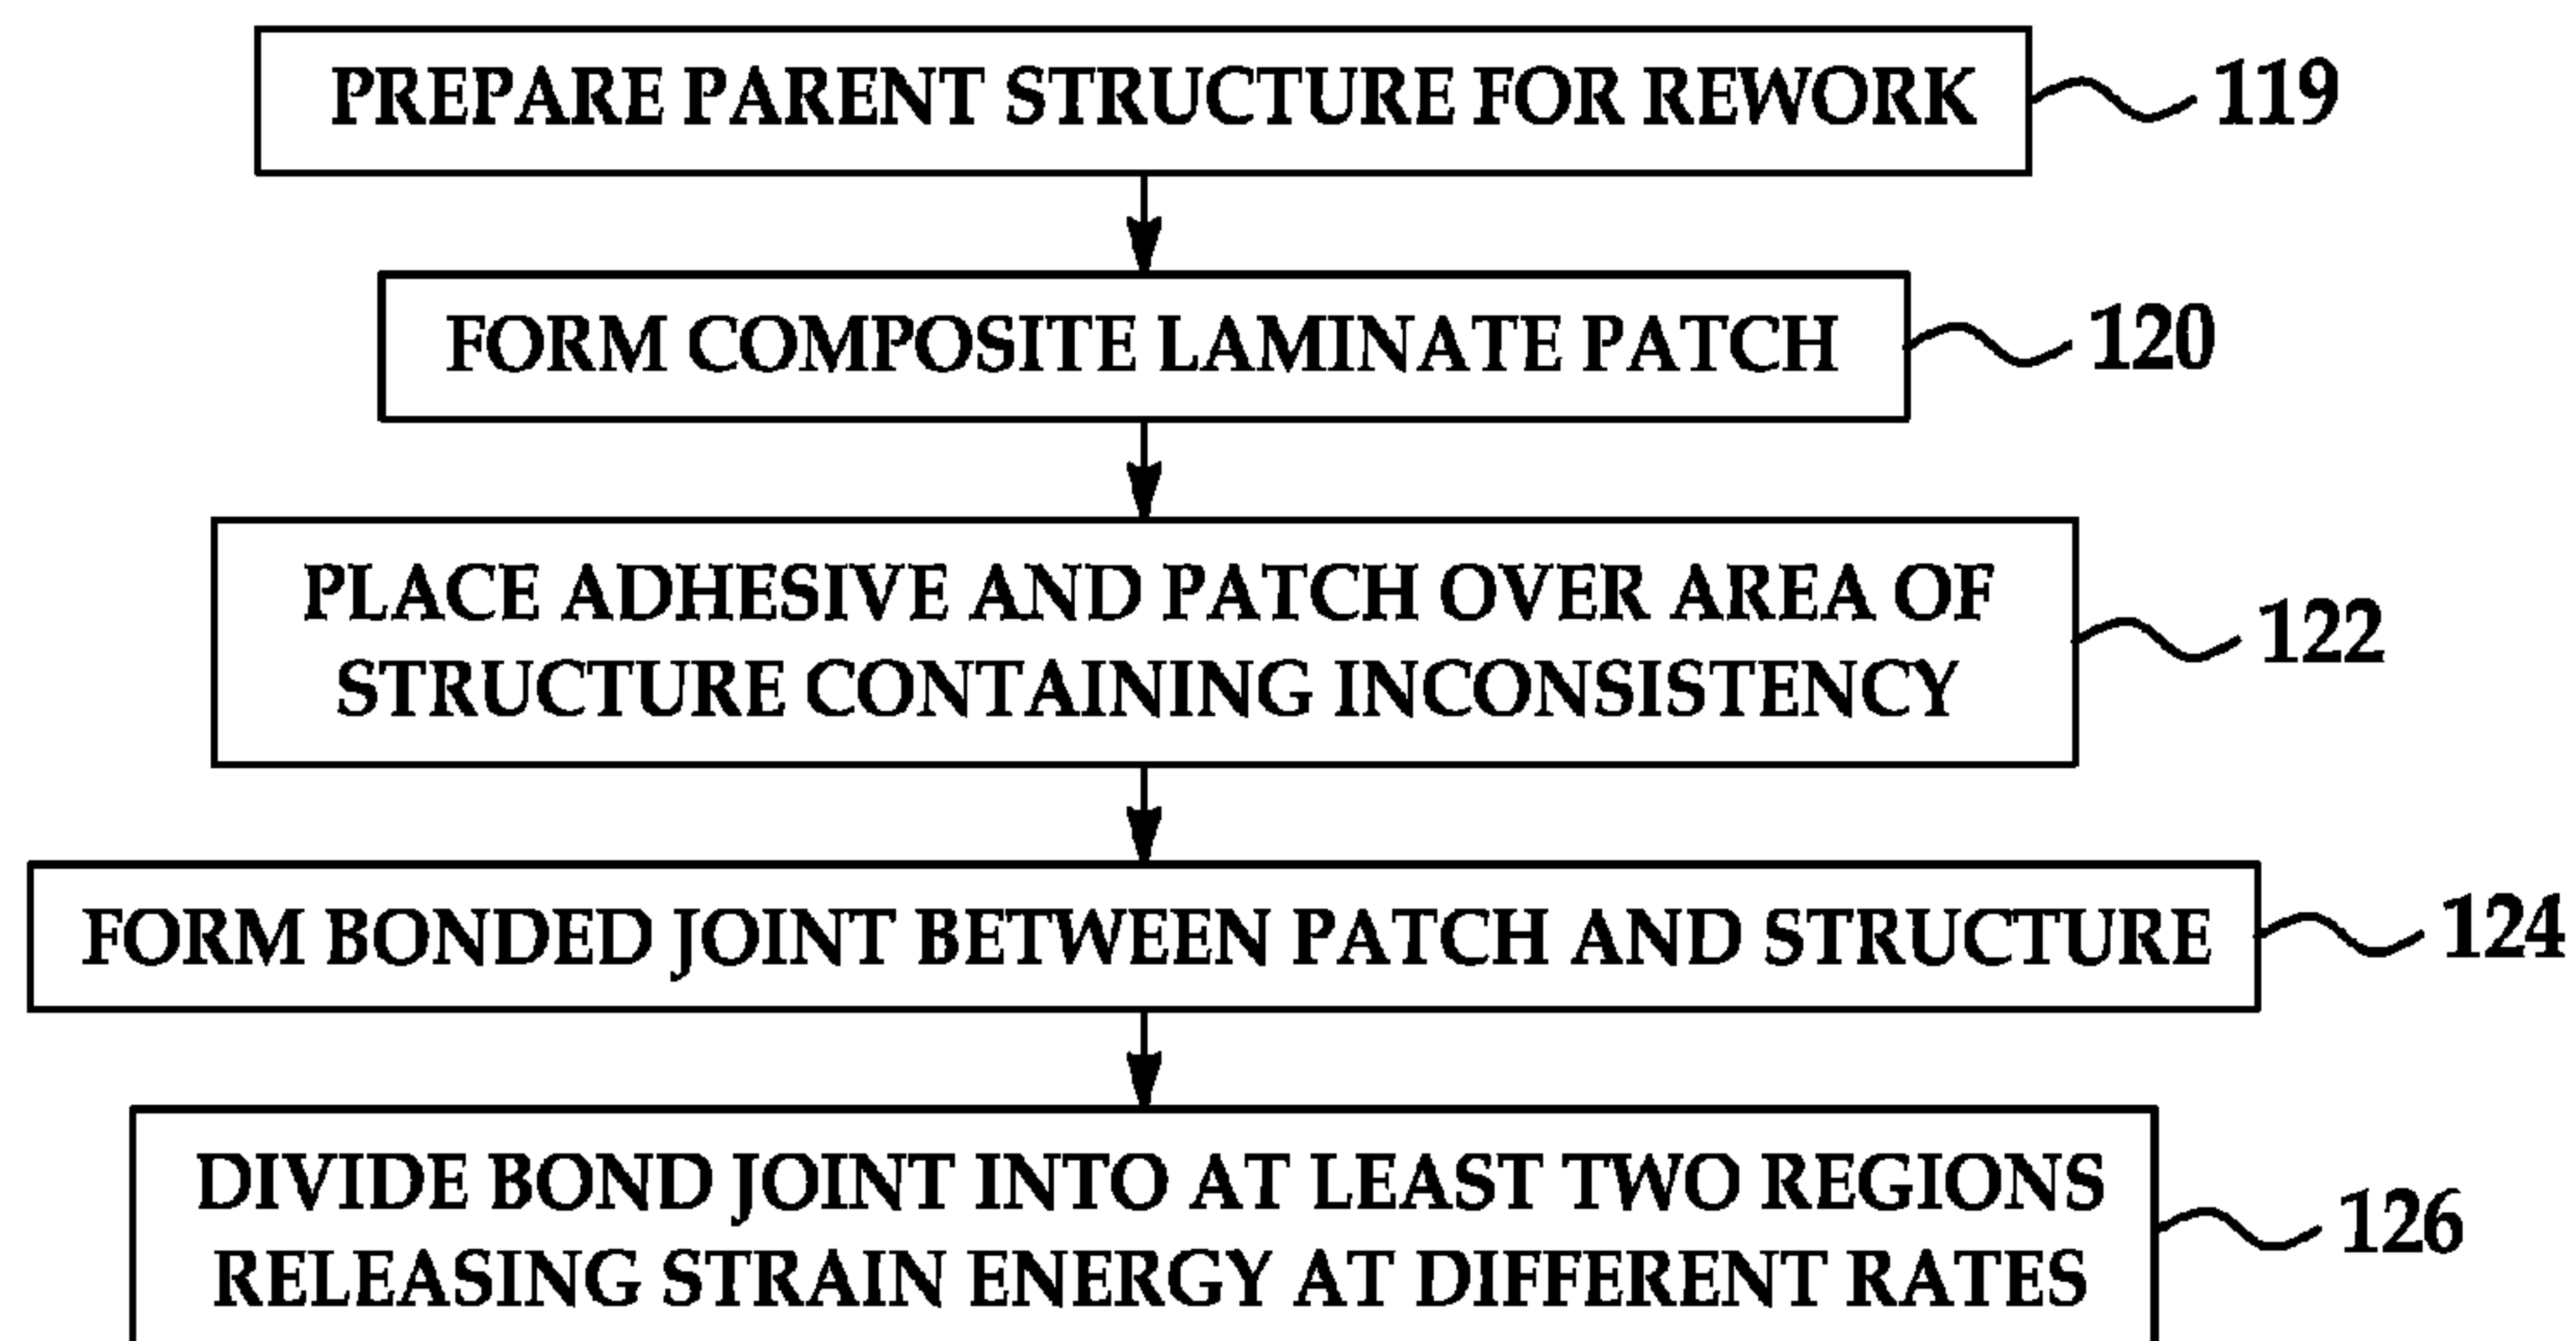 PREPARE PARENT STRUCTURE FOR REWORK 119
FORM COMPOSITE LAMINATE PATCH 120
PLACE ADHESIVE AND PATCH OVER AREA OF
STRUCTURE CONTAINING INCONSISTENCY 122
FORM BONDED JOINT BETWEEN PATCH AND STRUCTURE 124
DIVIDE BOND JOINT INTO AT LEAST TWO REGIONS
RELEASING STRAIN ENERGY AT DIFFERENT RATES 126